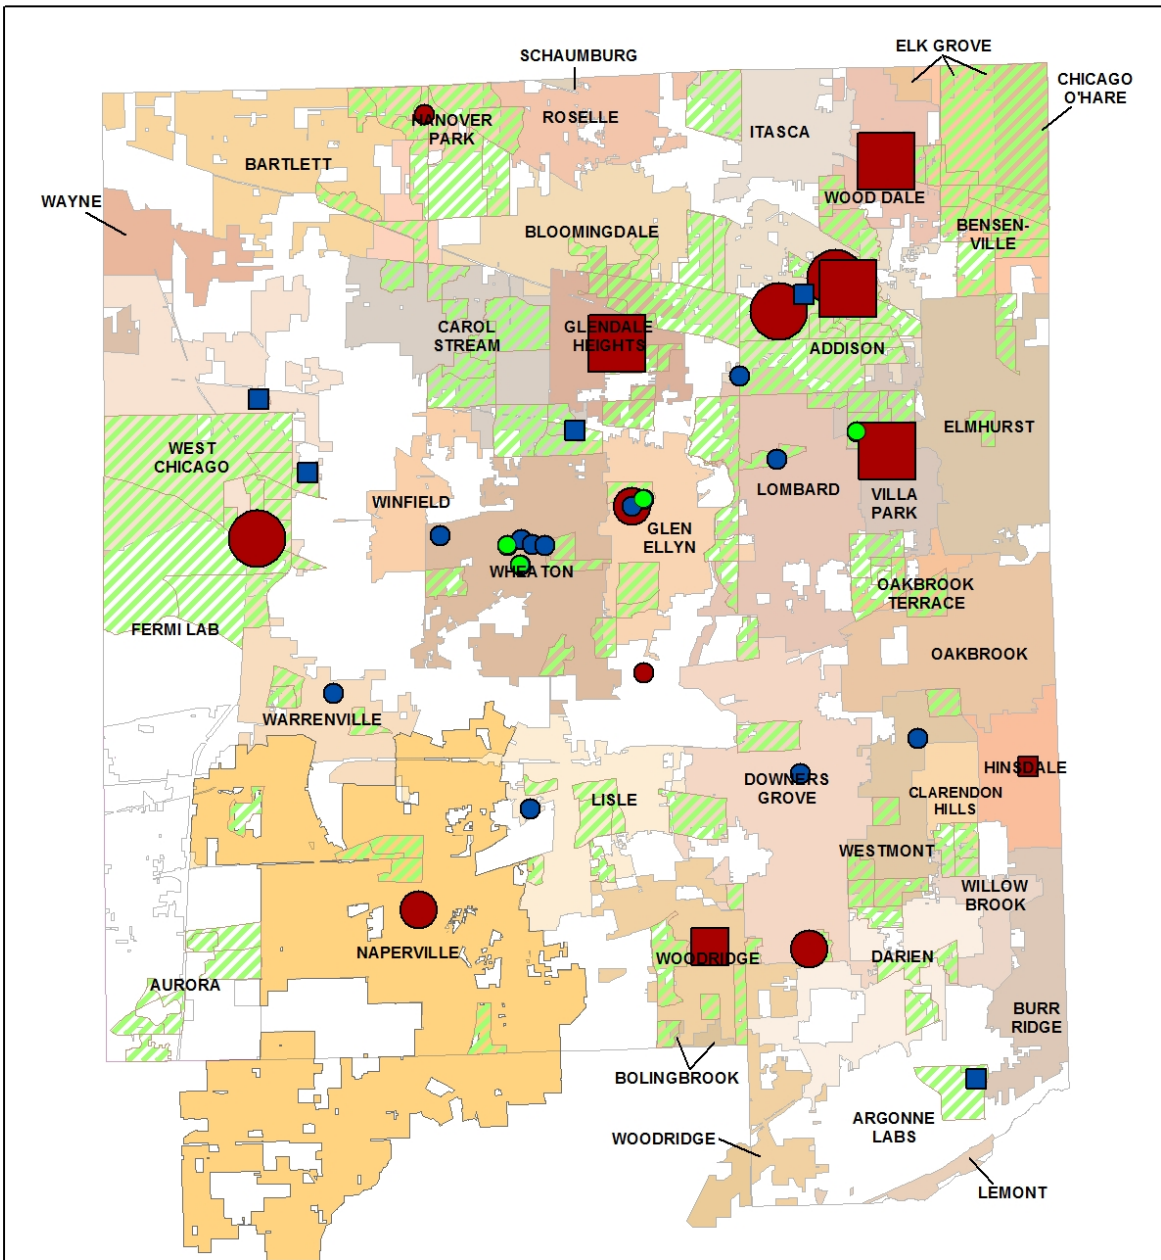 SCHAUMBURG
ELK GROVE
CHICAGO
O'HARE
HANOVER
PARK
ROSELLE
ITASCA
BARTLETT
WAYNE
WOOD DALE
BLOOMINGDALE
BENSEN-
VILLE
CAROL
STREAM
GLENDALE
HEIGHTS
ADDISON
ELMHURST
WEST
CHICAGO
WINFIELD
LOMBARD
VILLA
PARK
GLEN
ELLYN
WHEATON
OAKBROOK
TERRACE
FERMI LAB
OAKBROOK
WARRENVILLE
HINSDALE
DOWNERS
GROVE
CLARENDON
HILLS
LISLE
WESTMONT
WILLOW
BROOK
NAPERVILLE
WOODRIDGE
DARIEN
AURORA
BURR
RIDGE
BOLINGBROOK
ARGONNE
LABS
WOODRIDGE
LEMONT